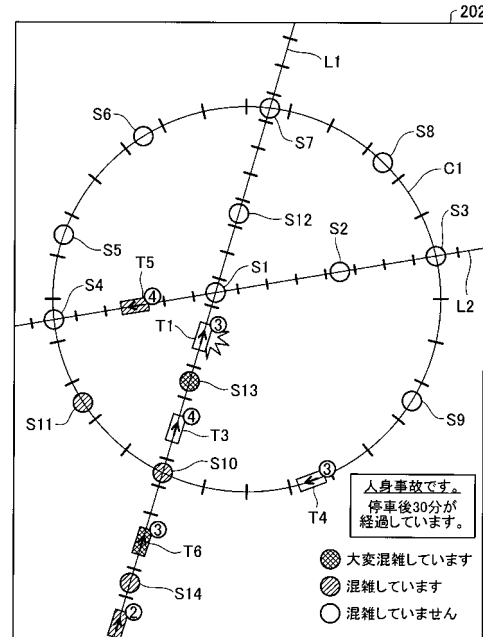 202
L1
S6
S7
S8
C1
S12
S3
S5
S2
S4
T5
④
S1
L2
T1
③
S13
④
S11
T3
S9
S10
③
T4
③
T6
S14
②
人身事故です。
停車後30分が
経過しています。
大変混雑しています
混雑しています
混雑していません